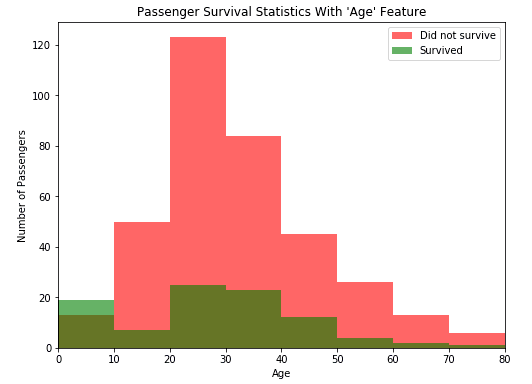 Passenger Survival Statistics With 'Age' Feature
Did not survive
Survived
Number of Passengers
120
100
80
60
40
20
0
0 10 20 30 40 50 60 70 80
Age